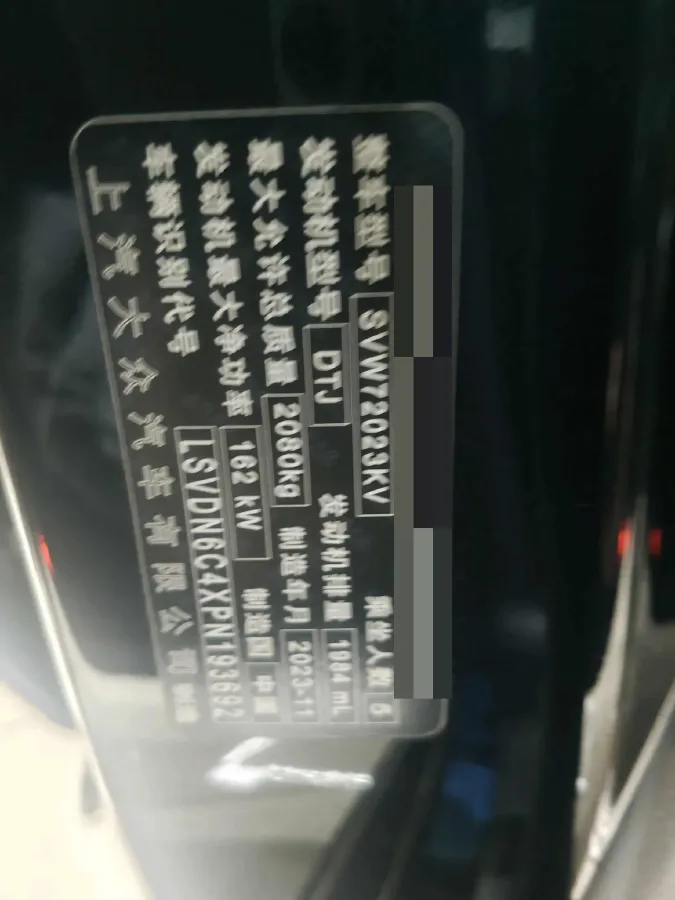 整车型号 SVW72023KV 乘坐人数 5
发动机型号 DTJ 发动机排量 1984 mL
最大允许总质量 2080kg 制造年月 2023-11
发动机最大净功率 162 kW 制造国 中国
车辆识别代号 LSVDN6C4XPN193692
上汽大众汽车有限公司 制造